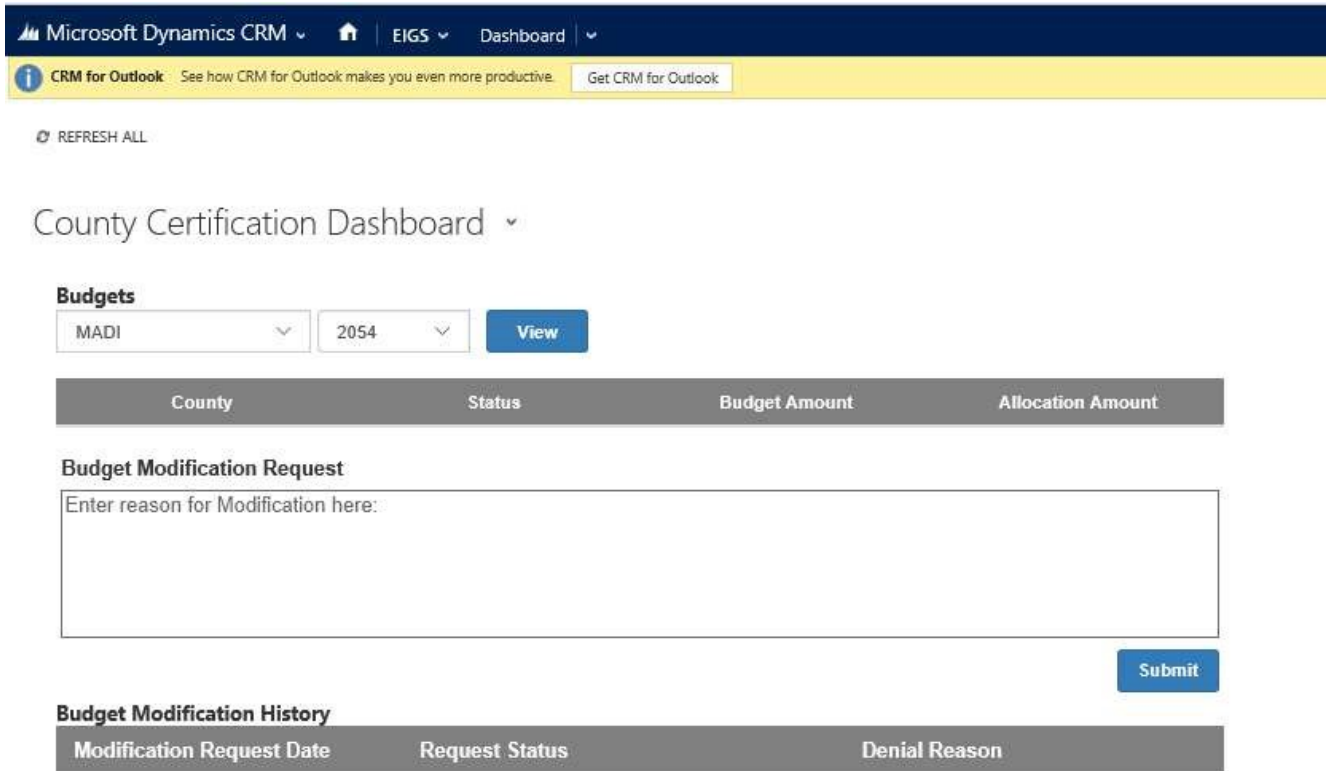 Microsoft Dynamics CRM EIGS Dashboard
CRM for Outlook See how CRM for Outlook makes you even more productive. Get CRM for Outlook
REFRESH ALL
County Certification Dashboard
Budgets
MADI 2054 View
County Status Budget Amount Allocation Amount
Budget Modification Request
Enter reason for Modification here:
Submit
Budget Modification History
Modification Request Date Request Status Denial Reason